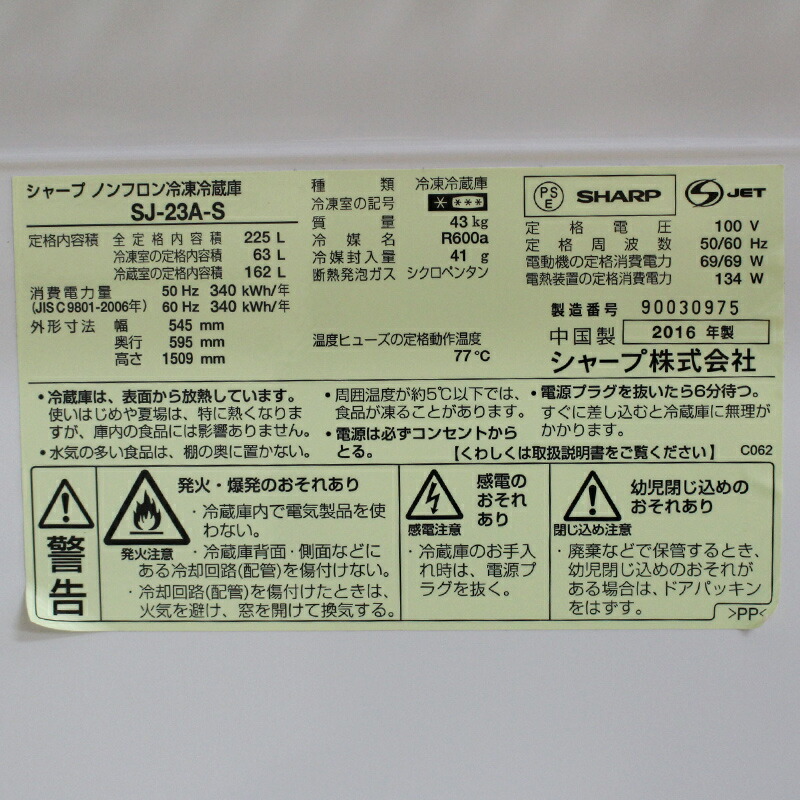 シャープ ノンフロン冷凍冷蔵庫
SJ-23A-S
定格内容積 全定格内容積 225 L
冷凍室の定格内容積 63 L
冷蔵室の定格内容積 162 L
消費電力量 50 Hz 340 kWh/年
(JIS C 9801-2006年) 60 Hz 340 kWh/年
外形寸法 幅 545 mm
奥行 595 mm
高さ 1509 mm
種類 冷凍冷蔵庫
冷凍室の記号 * ***
質量 43 kg
冷媒名 R600a
冷媒封入量 41 g
断熱発泡ガス シクロペンタン
温度ヒューズの定格動作温度
77℃
PS E SHARP S JET
定格電圧 100 V
定格周波数 50/60 Hz
電動機の定格消費電力 69/69 W
電熱装置の定格消費電力 134 W
製造番号 90030975
中国製 2016 年製
シャープ株式会社
・冷蔵庫は、表面から放熱しています。
使いはじめや夏場は、特に熱くなりま
すが、庫内の食品には影響ありません。
・水気の多い食品は、棚の奥に置かない。
・周囲温度が約5℃以下では、
食品が凍ることがあります。
・電源は必ずコンセントから
とる。
・電源プラグを抜いたら6分待つ。
すぐに差し込むと冷蔵庫に無理が
かかります。
【くわしくは取扱説明書をご覧ください】 C062
警告
発火・爆発のおそれあり
発火注意
・冷蔵庫内で電気製品を使
わない。
・冷蔵庫背面・側面などに
ある冷却回路(配管)を傷付けない。
・冷却回路(配管)を傷付けたときは、
火気を避け、窓を開けて換気する。
感電の
おそれ
あり
感電注意
・冷蔵庫のお手入
れ時は、電源プ
ラグを抜く。
幼児閉じ込めの
おそれあり
閉じ込め注意
・廃棄などで保管するとき、
幼児閉じ込めのおそれが
ある場合は、ドアパッキン
をはずす。
>PP<